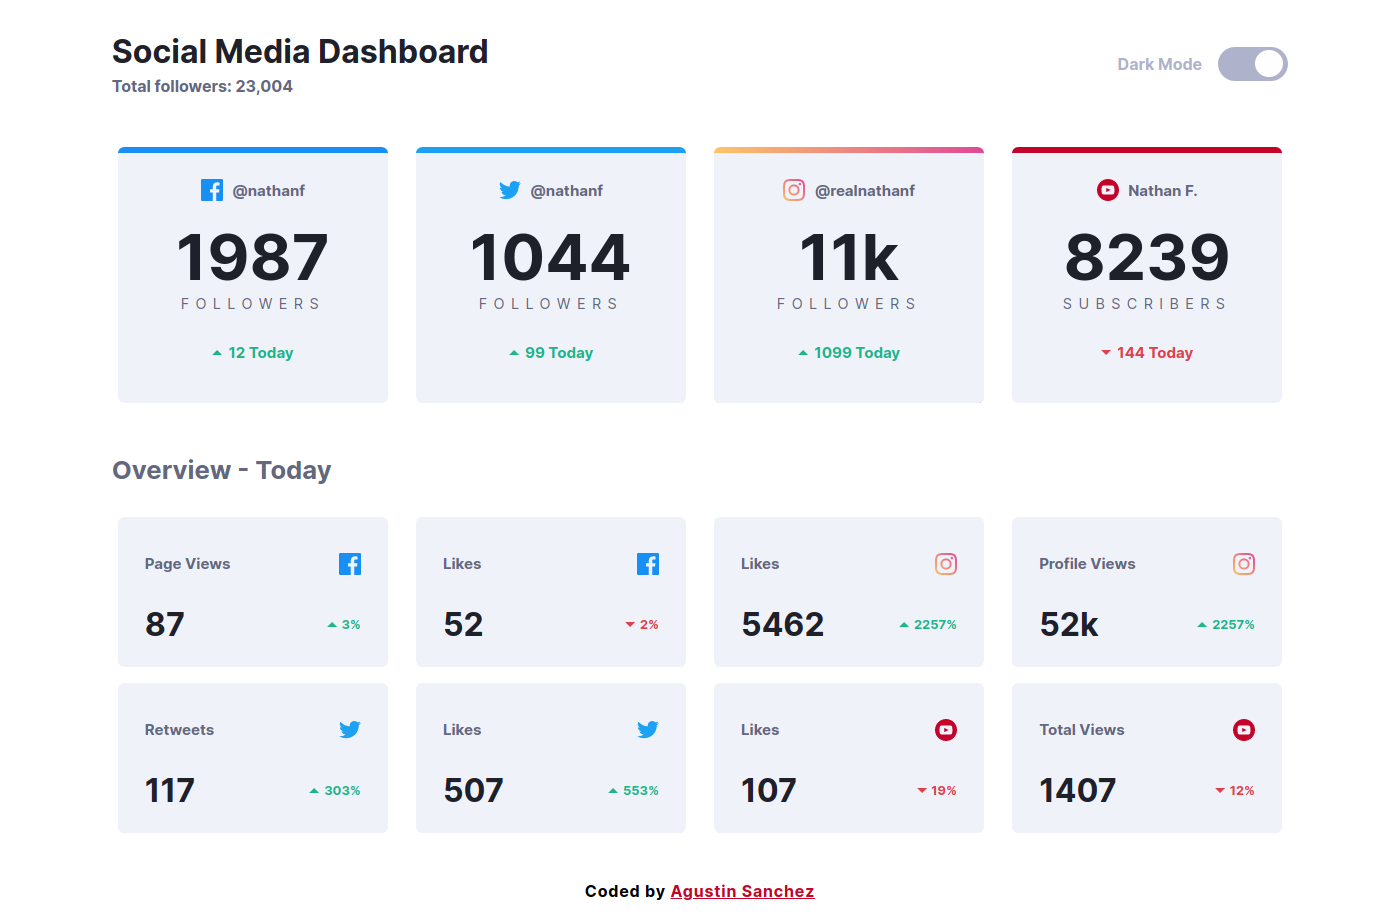 Social Media Dashboard
Total followers: 23,004
Dark Mode
@nathanf
1987
FOLLOWERS
12 Today
@nathanf
1044
FOLLOWERS
99 Today
@realnathanf
11k
FOLLOWERS
1099 Today
Nathan F.
8239
SUBSCRIBERS
144 Today
Overview - Today
Page Views
87
3%
Likes
52
2%
Likes
5462
2257%
Profile Views
52k
2257%
Retweets
117
303%
Likes
507
553%
Likes
107
19%
Total Views
1407
12%
Coded by Agustin Sanchez